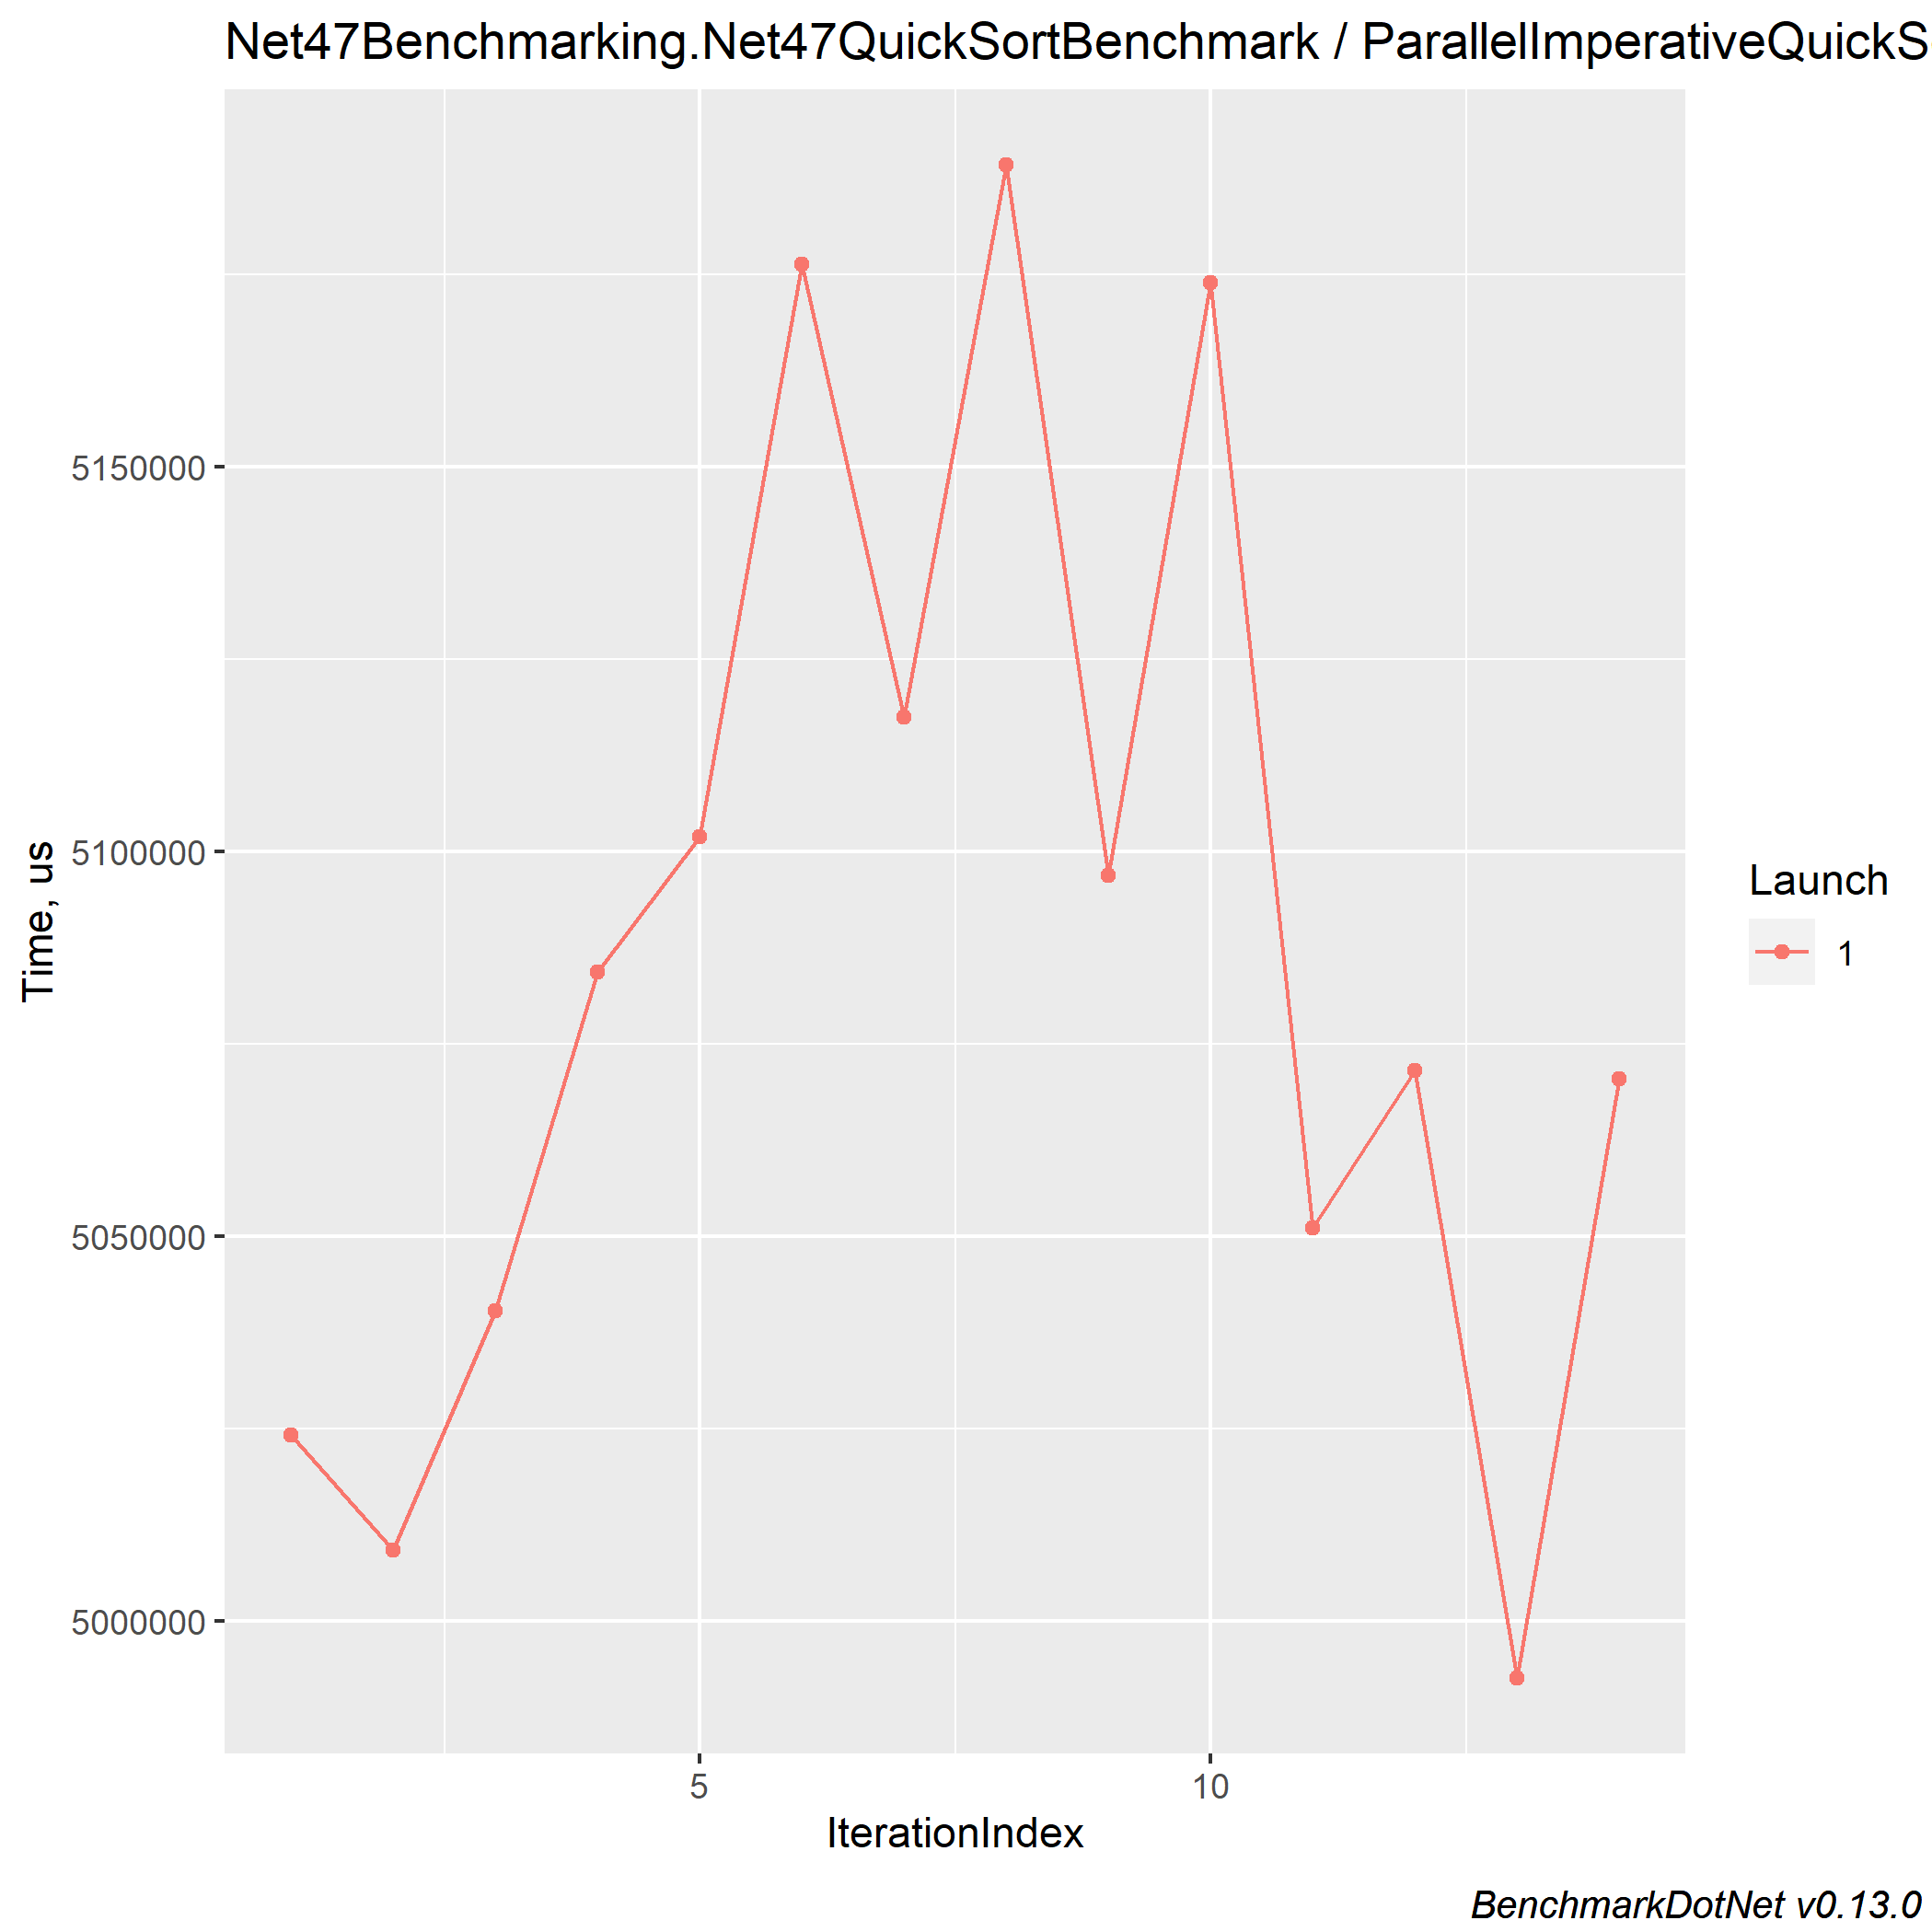 Net47Benchmarking.Net47QuickSortBenchmark / ParallelImperativeQuickS
5150000
5100000
5050000
5000000
Time, us
5
10
IterationIndex
Launch
1
BenchmarkDotNet v0.13.0